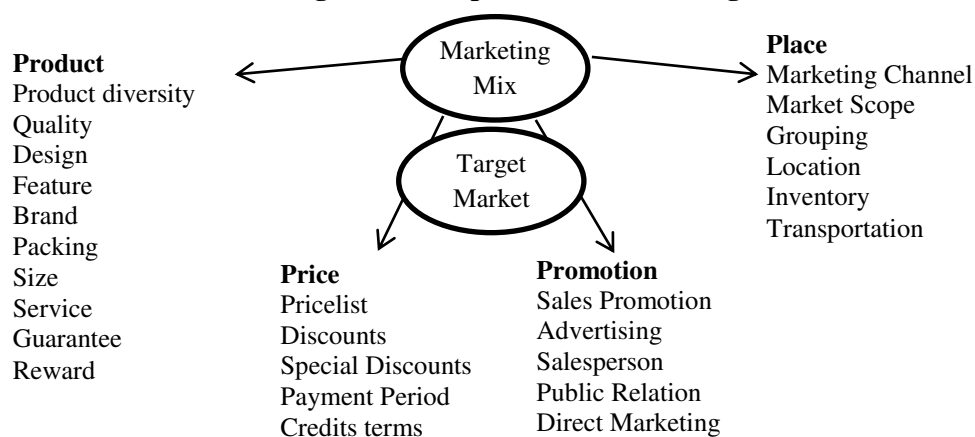 Marketing
Mix
Target
Market
Product
Product diversity
Quality
Design
Feature
Brand
Packing
Size
Service
Guarantee
Reward
Price
Pricelist
Discounts
Special Discounts
Payment Period
Credits terms
Promotion
Sales Promotion
Advertising
Salesperson
Public Relation
Direct Marketing
Place
Marketing Channel
Market Scope
Grouping
Location
Inventory
Transportation